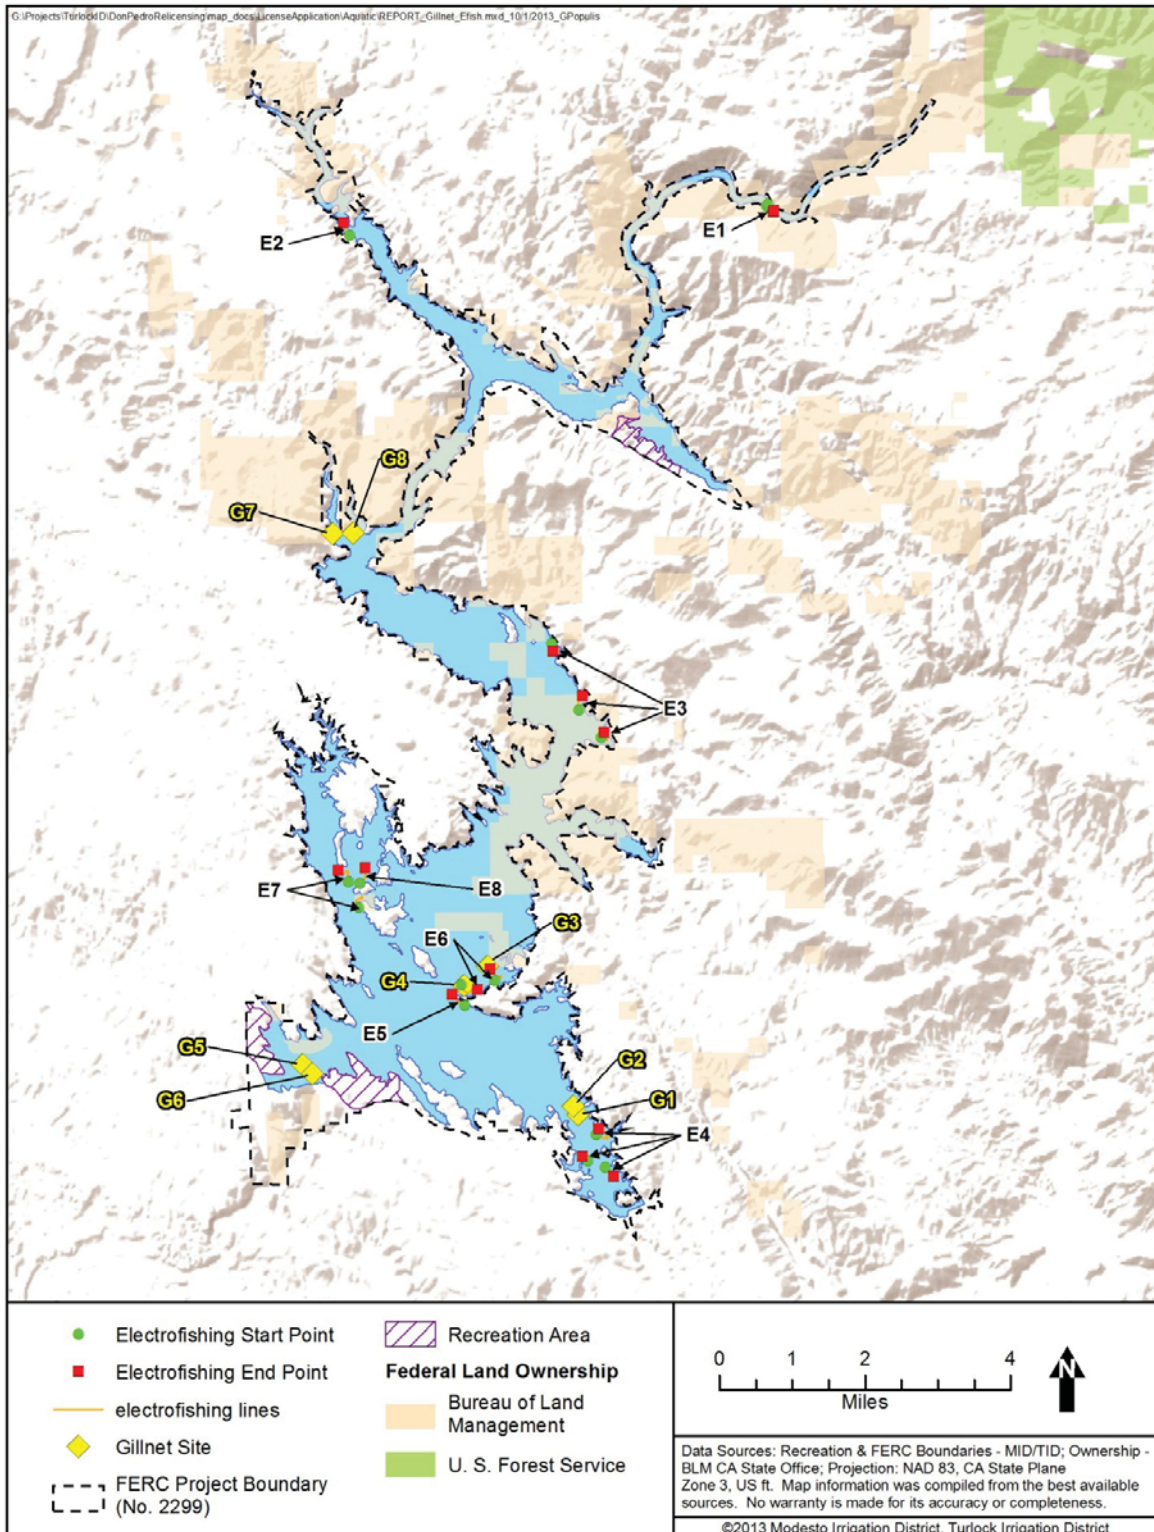 G:\Projects\TurlockID\DonPedroRelicensing\map_docs\LicenseApplication\Aquatic\REPORT_Gillnet_Efish.mxd_10/1/2013_GPopulis
E1
E2
G8
G7
E3
E7
E8
G3
E6
G4
E5
G5
G2
G6
G1
E4
Electrofishing Start Point
Electrofishing End Point
electrofishing lines
Gillnet Site
FERC Project Boundary
(No. 2299)
Recreation Area
Federal Land Ownership
Bureau of Land
Management
U. S. Forest Service
0 1 2 4
Miles
N
Data Sources: Recreation & FERC Boundaries - MID/TID; Ownership -
BLM CA State Office; Projection: NAD 83, CA State Plane
Zone 3, US ft. Map information was compiled from the best available
sources. No warranty is made for its accuracy or completeness.
©2013 Modesto Irrigation District, Turlock Irrigation District